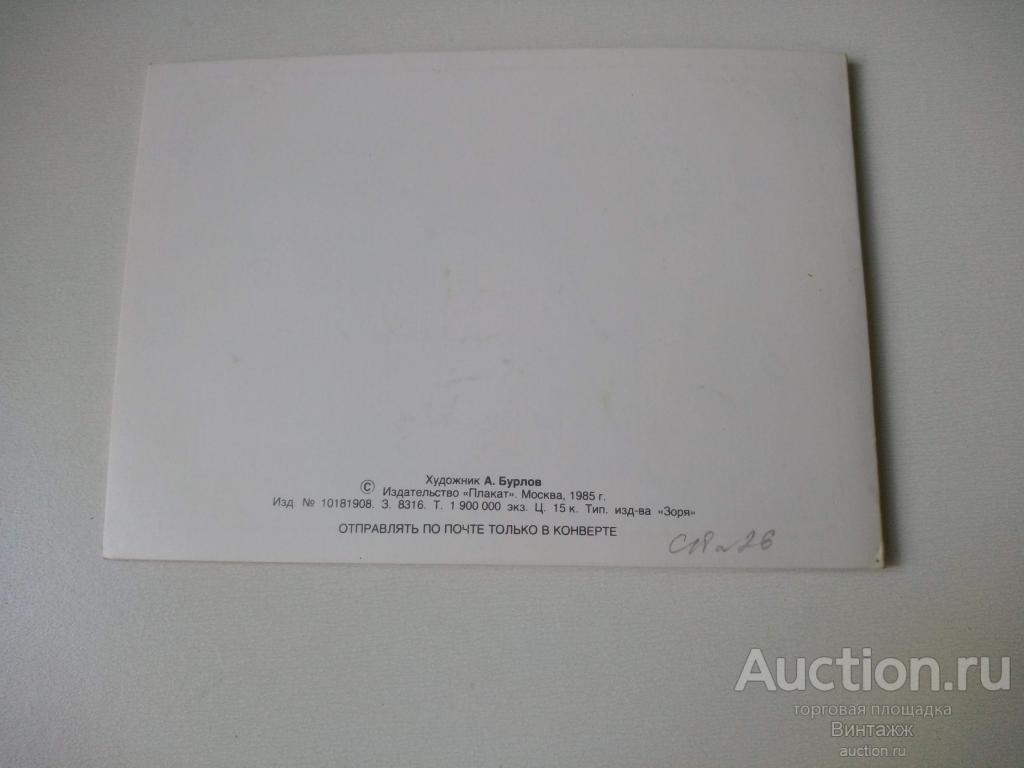 Художник А. Бурлов
© Издательство «Плакат». Москва, 1985 г.
Изд. № 10181908. З. 8316. Т. 1 900 000 экз. Ц. 15 к. Тип. изд-ва «Зоря»
ОТПРАВЛЯТЬ ПО ПОЧТЕ ТОЛЬКО В КОНВЕРТЕ
Auction.ru
торговая площадка
Винтажж
auction.ru